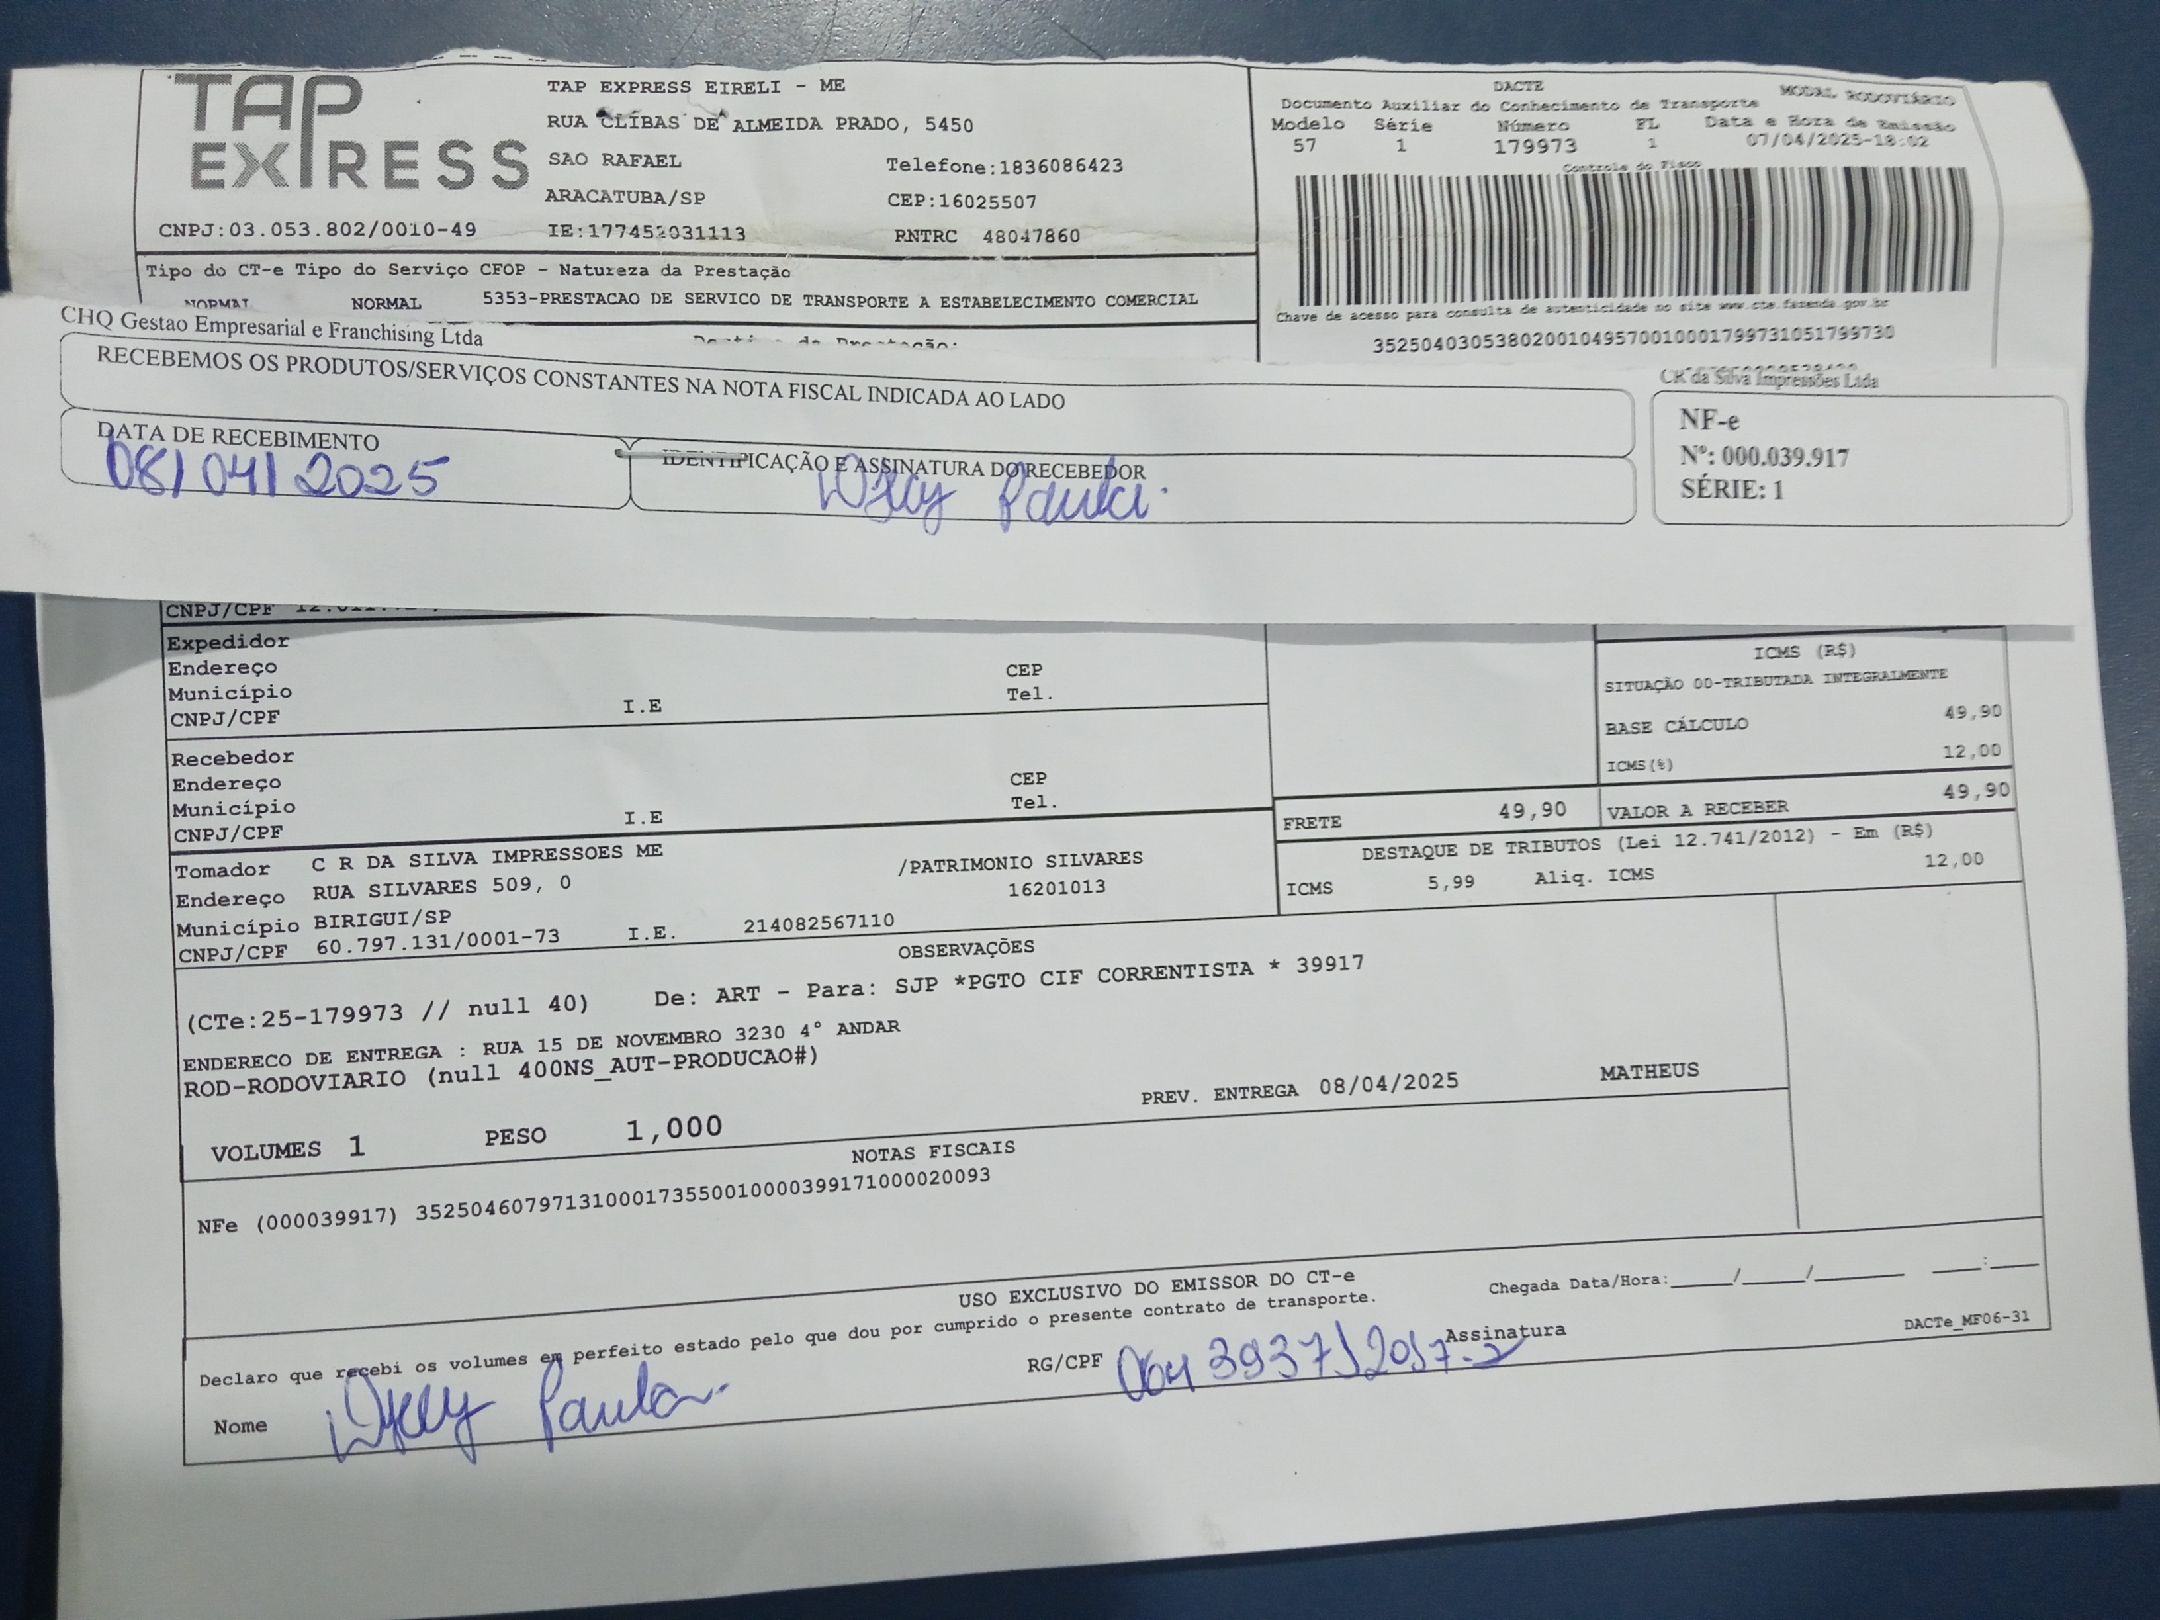 TAP EXPRESS
TAP EXPRESS EIRELI - ME
RUA CLÍBAS DE ALMEIDA PRADO, 5450
SAO RAFAEL Telefone:1836086423
ARACATUBA/SP CEP:16025507
CNPJ:03.053.802/0010-49 IE:177452031113 RNTRC 48047860
DACTE MODAL RODOVIÁRIO
Documento Auxiliar do Conhecimento de Transporte
Modelo Série Número FL Data e Hora de Emissão
57 1 179973 1 07/04/2025-18:02
Controle do Fisco
Chave de acesso para consulta de autenticidade no site www.cte.fazenda.gov.br
35250403053802001049570010001799731051799730
Tipo do CT-e Tipo do Serviço CFOP - Natureza da Prestação
NORMAL NORMAL 5353-PRESTACAO DE SERVICO DE TRANSPORTE A ESTABELECIMENTO COMERCIAL
CHQ Gestao Empresarial e Franchising Ltda
CR da Silva Impressões Ltda
RECEBEMOS OS PRODUTOS/SERVIÇOS CONSTANTES NA NOTA FISCAL INDICADA AO LADO
DATA DE RECEBIMENTO
08/04/2025
IDENTIFICAÇÃO E ASSINATURA DO RECEBEDOR
NF-e
Nº: 000.039.917
SÉRIE: 1
CNPJ/CPF
Expedidor
Endereço CEP
Município I.E Tel.
CNPJ/CPF
Recebedor
Endereço CEP
Município I.E Tel.
CNPJ/CPF
ICMS (R$)
SITUAÇÃO 00-TRIBUTADA INTEGRALMENTE
BASE CÁLCULO 49,90
ICMS(%) 12,00
FRETE 49,90 VALOR A RECEBER 49,90
DESTAQUE DE TRIBUTOS (Lei 12.741/2012) - Em (R$)
ICMS 5,99 Aliq. ICMS 12,00
Tomador C R DA SILVA IMPRESSOES ME
Endereço RUA SILVARES 509, 0 /PATRIMONIO SILVARES
Município BIRIGUI/SP 16201013
CNPJ/CPF 60.797.131/0001-73 I.E. 214082567110
OBSERVAÇÕES
(CTe:25-179973 // null 40) De: ART - Para: SJP *PGTO CIF CORRENTISTA * 39917
ENDERECO DE ENTREGA : RUA 15 DE NOVEMBRO 3230 4° ANDAR
ROD-RODOVIARIO (null 400NS_AUT-PRODUCAO#)
PREV. ENTREGA 08/04/2025 MATHEUS
VOLUMES 1 PESO 1,000
NOTAS FISCAIS
NFe (000039917) 35250460797131000173550010000399171000020093
USO EXCLUSIVO DO EMISSOR DO CT-e
Chegada Data/Hora:_____/_____/_______ ____:____
Declaro que recebi os volumes em perfeito estado pelo que dou por cumprido o presente contrato de transporte.
Nome Paula RG/CPF Assinatura
DACTe_MF06-31